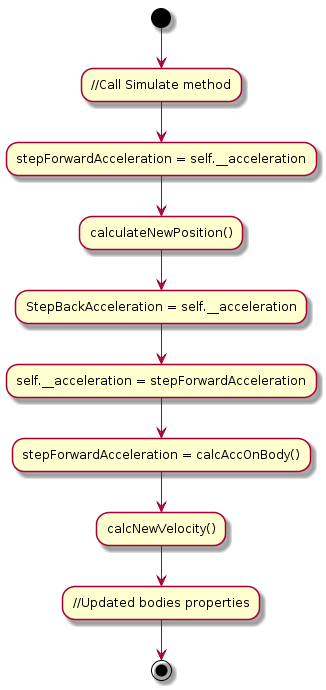 //Call Simulate method
stepForwardAcceleration = self.__acceleration
calculateNewPosition()
StepBackAcceleration = self.__acceleration
self.__acceleration = stepForwardAcceleration
stepForwardAcceleration = calcAccOnBody()
calcNewVelocity()
//Updated bodies properties